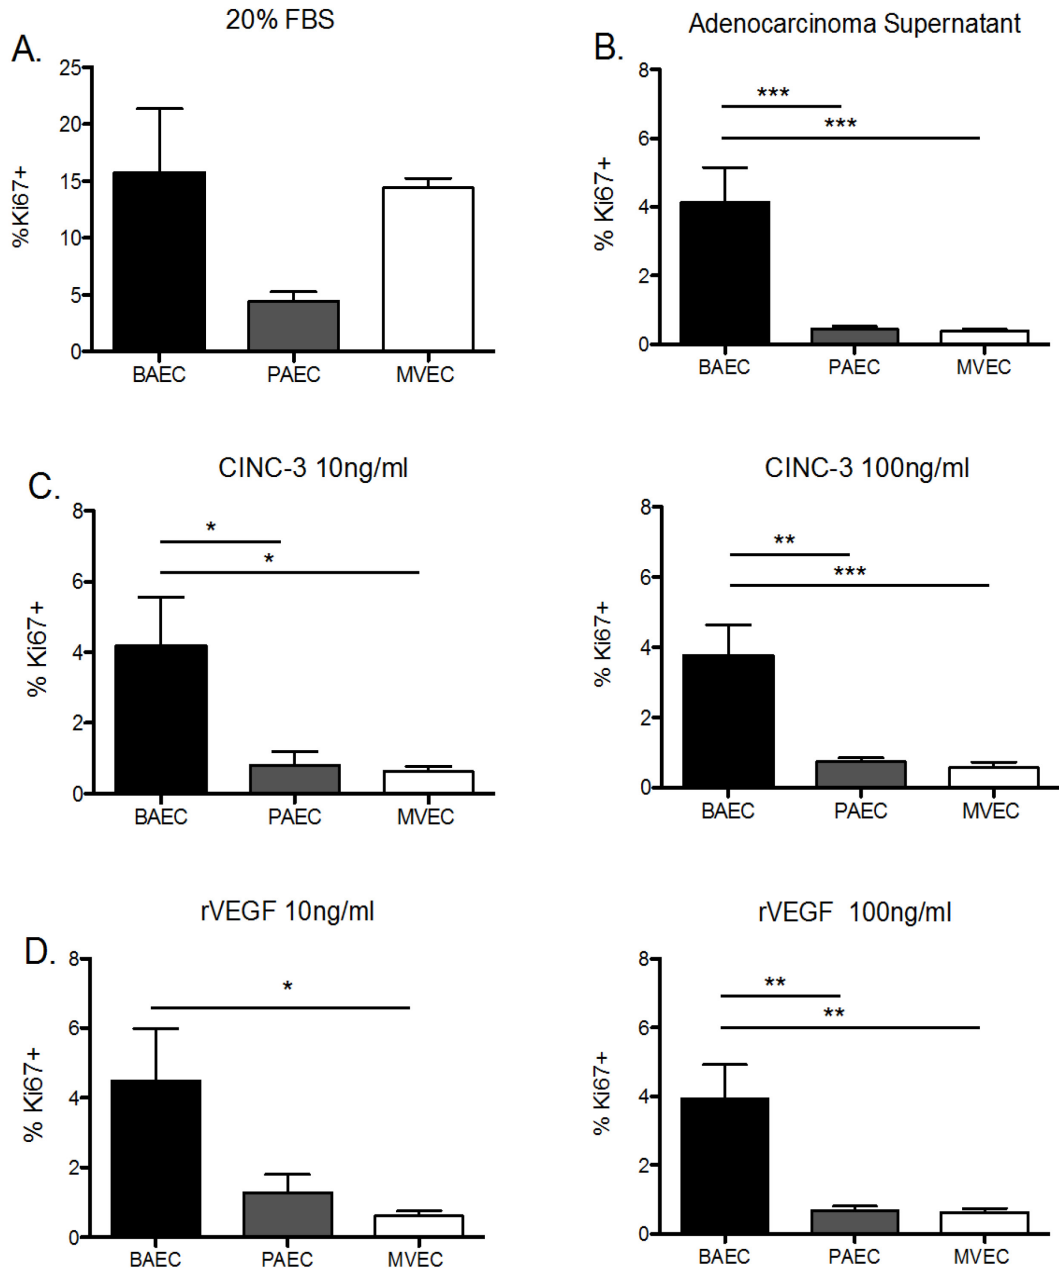 20% FBS
A.
25
20
15
10
5
0
%Ki67+
BAEC PAEC MVEC
Adenocarcinoma Supernatant
B.
8
6
4
2
0
% Ki67+
***
***
BAEC PAEC MVEC
CINC-3 10ng/ml
C.
8
6
4
2
0
% Ki67+
*
*
BAEC PAEC MVEC
CINC-3 100ng/ml
8
6
4
2
0
% Ki67+
**
***
BAEC PAEC MVEC
rVEGF 10ng/ml
D.
8
6
4
2
0
% Ki67+
*
BAEC PAEC MVEC
rVEGF 100ng/ml
8
6
4
2
0
% Ki67+
**
**
BAEC PAEC MVEC